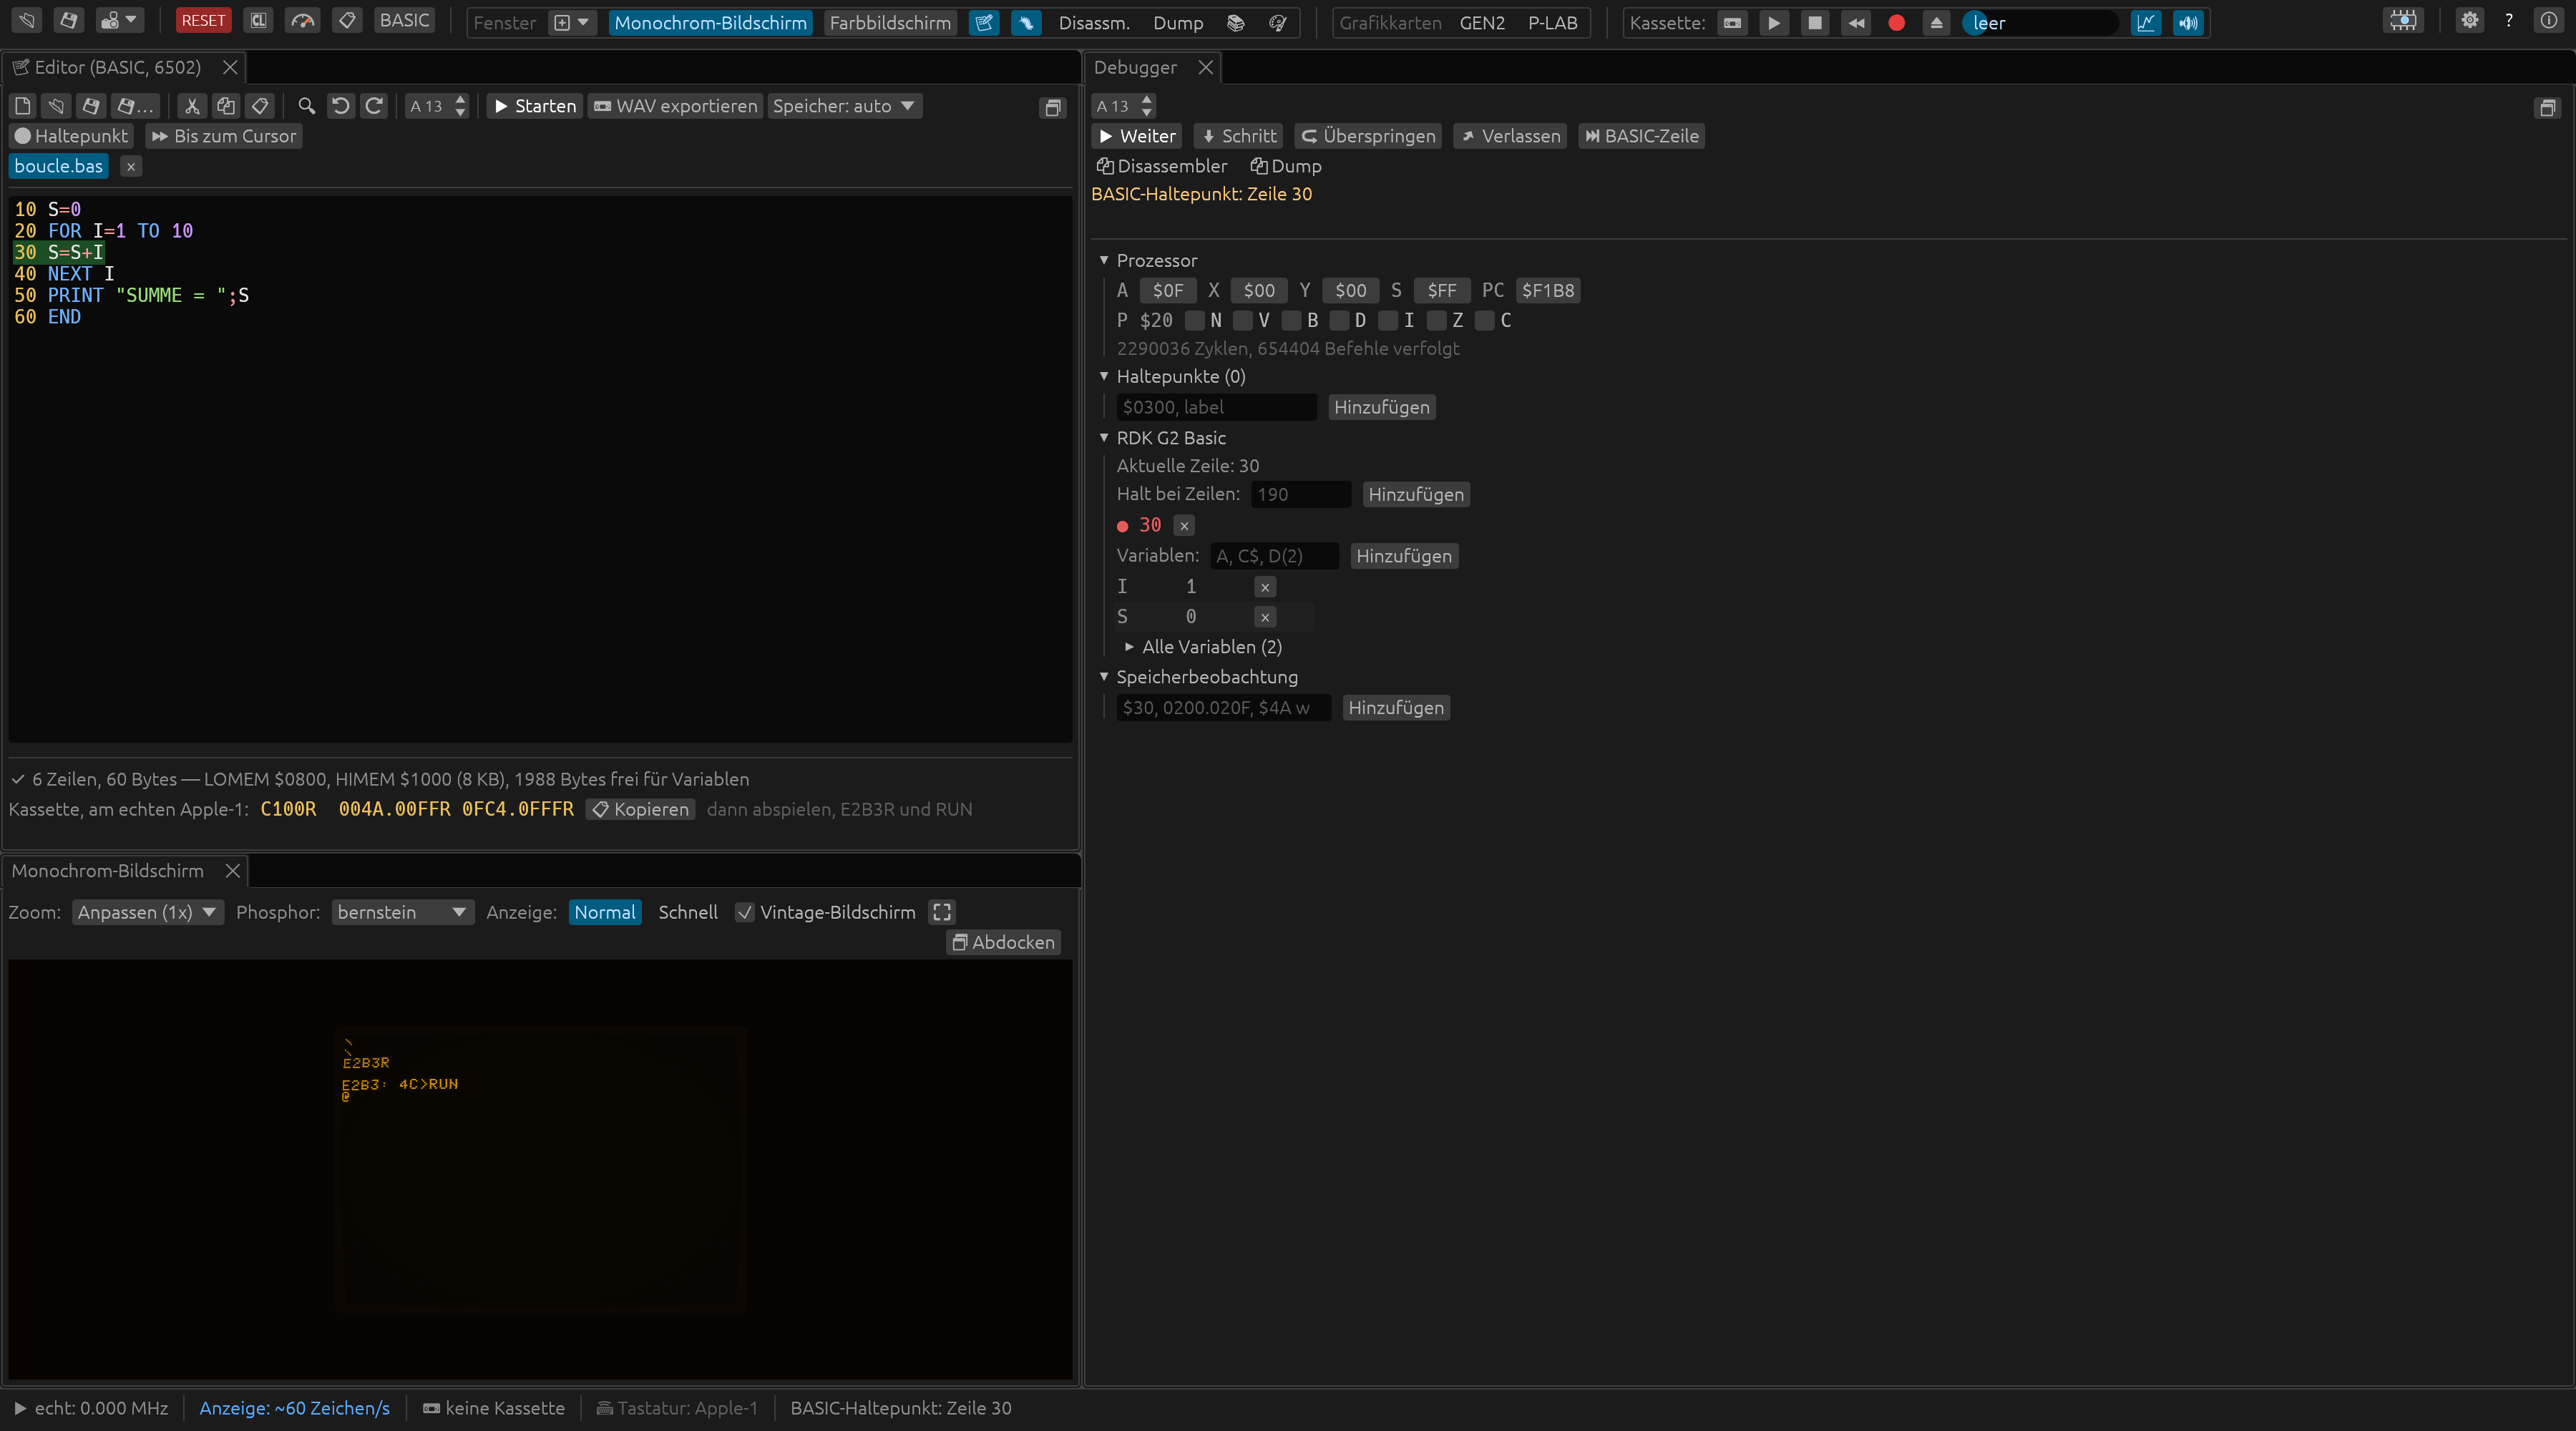 RESET CL BASIC Fenster Monochrom-Bildschirm Farbbildschirm Disassm. Dump Grafikkarten GEN2 P-LAB Kassette: leer ?
Editor (BASIC, 6502)
A 13 Starten WAV exportieren Speicher: auto
Haltepunkt Bis zum Cursor
boucle.bas ×
10 S=0
20 FOR I=1 TO 10
30 S=S+I
40 NEXT I
50 PRINT "SUMME = ";S
60 END
✓ 6 Zeilen, 60 Bytes — LOMEM $0800, HIMEM $1000 (8 KB), 1988 Bytes frei für Variablen
Kassette, am echten Apple-1: C100R 004A.00FFR 0FC4.0FFFR Kopieren dann abspielen, E2B3R und RUN
Monochrom-Bildschirm
Zoom: Anpassen (1x) Phosphor: bernstein Anzeige: Normal Schnell Vintage-Bildschirm
Abdocken
\
\
E2B3R
E2B3: 4C>RUN
@
Debugger
A 13
Weiter Schritt Überspringen Verlassen BASIC-Zeile
Disassembler Dump
BASIC-Haltepunkt: Zeile 30
Prozessor
A $0F X $00 Y $00 S $FF PC $F1B8
P $20 N V B D I Z C
2290036 Zyklen, 654404 Befehle verfolgt
Haltepunkte (0)
$0300, label Hinzufügen
RDK G2 Basic
Aktuelle Zeile: 30
Halt bei Zeilen: 190 Hinzufügen
30 ×
Variablen: A, C$, D(2) Hinzufügen
I 1 ×
S 0 ×
Alle Variablen (2)
Speicherbeobachtung
$30, 0200.020F, $4A w Hinzufügen
echt: 0.000 MHz Anzeige: ~60 Zeichen/s keine Kassette Tastatur: Apple-1 BASIC-Haltepunkt: Zeile 30